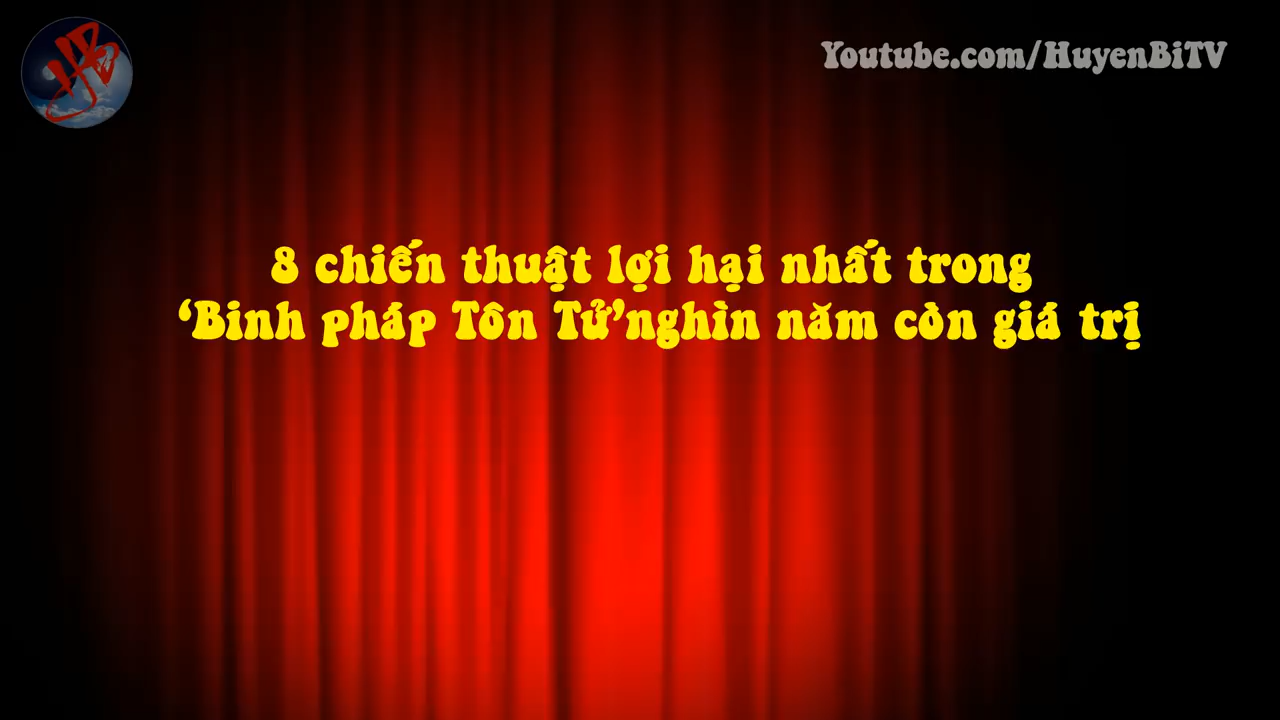 Youtube.com/HuyenBiTV
8 chiến thuật lợi hại nhất trong
‘Binh pháp Tôn Tử’nghìn năm còn giá trị